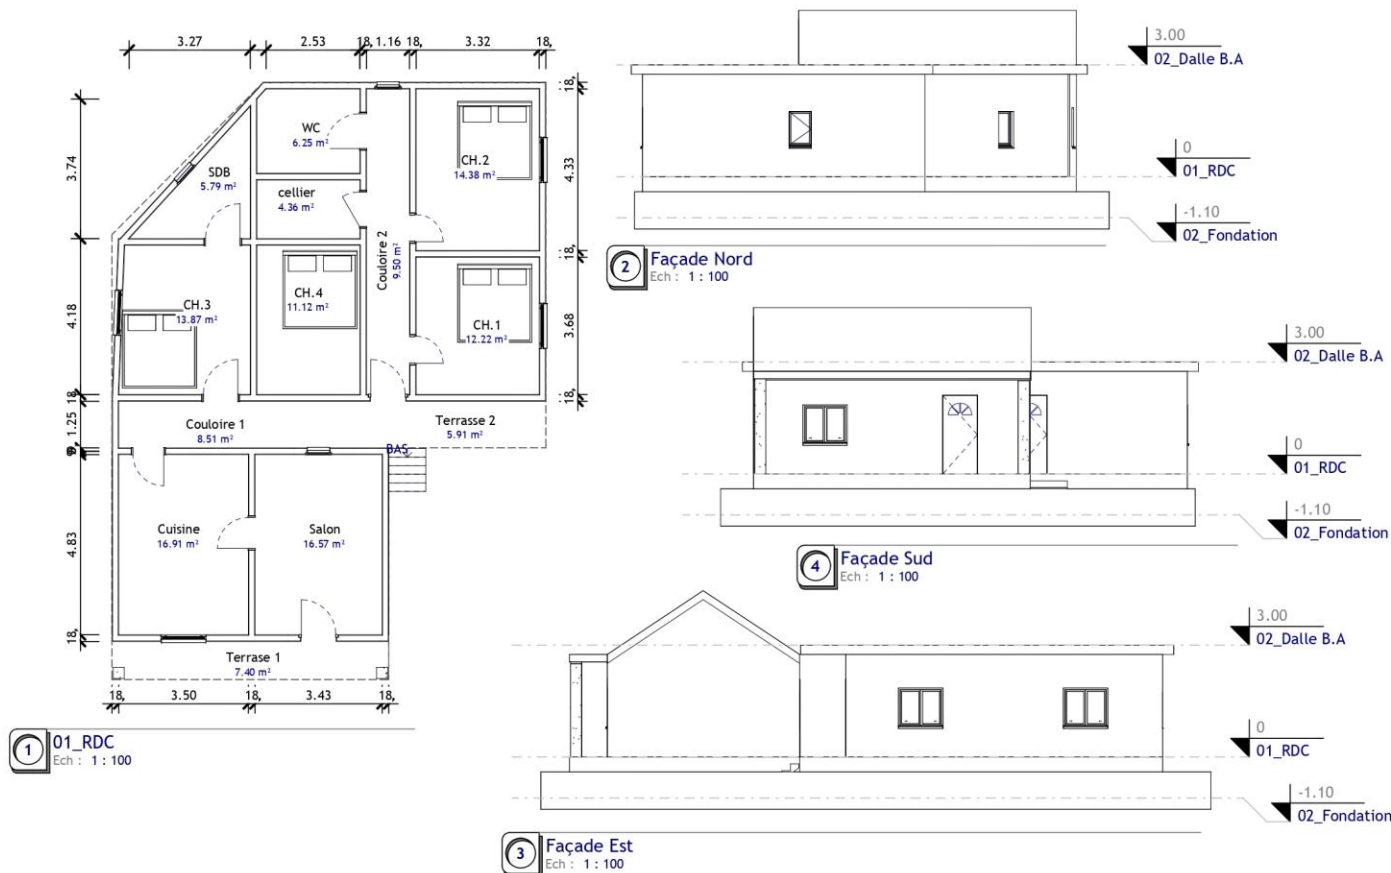 3.27
2.53
18,
1.16
18,
3.32
18,
18,
3.74
4.18
18,
1.25
4.83
18,
4.33
18,
3.68
18,
WC
6.25 m²
CH.2
14.38 m²
SDB
5.79 m²
cellier
4.36 m²
Couloire 2
9.50 m²
CH.4
11.12 m²
CH.3
13.87 m²
CH.1
12.22 m²
Couloire 1
8.51 m²
Terrasse 2
5.91 m²
BAS
Cuisine
16.91 m²
Salon
16.57 m²
Terrase 1
7.40 m²
18,
3.50
18,
3.43
18,
1
01_RDC
Ech : 1 : 100
3.00
02_Dalle B.A
0
01_RDC
-1.10
02_Fondation
2
Façade Nord
Ech : 1 : 100
3.00
02_Dalle B.A
0
01_RDC
-1.10
02_Fondation
4
Façade Sud
Ech : 1 : 100
3.00
02_Dalle B.A
0
01_RDC
-1.10
02_Fondation
3
Façade Est
Ech : 1 : 100